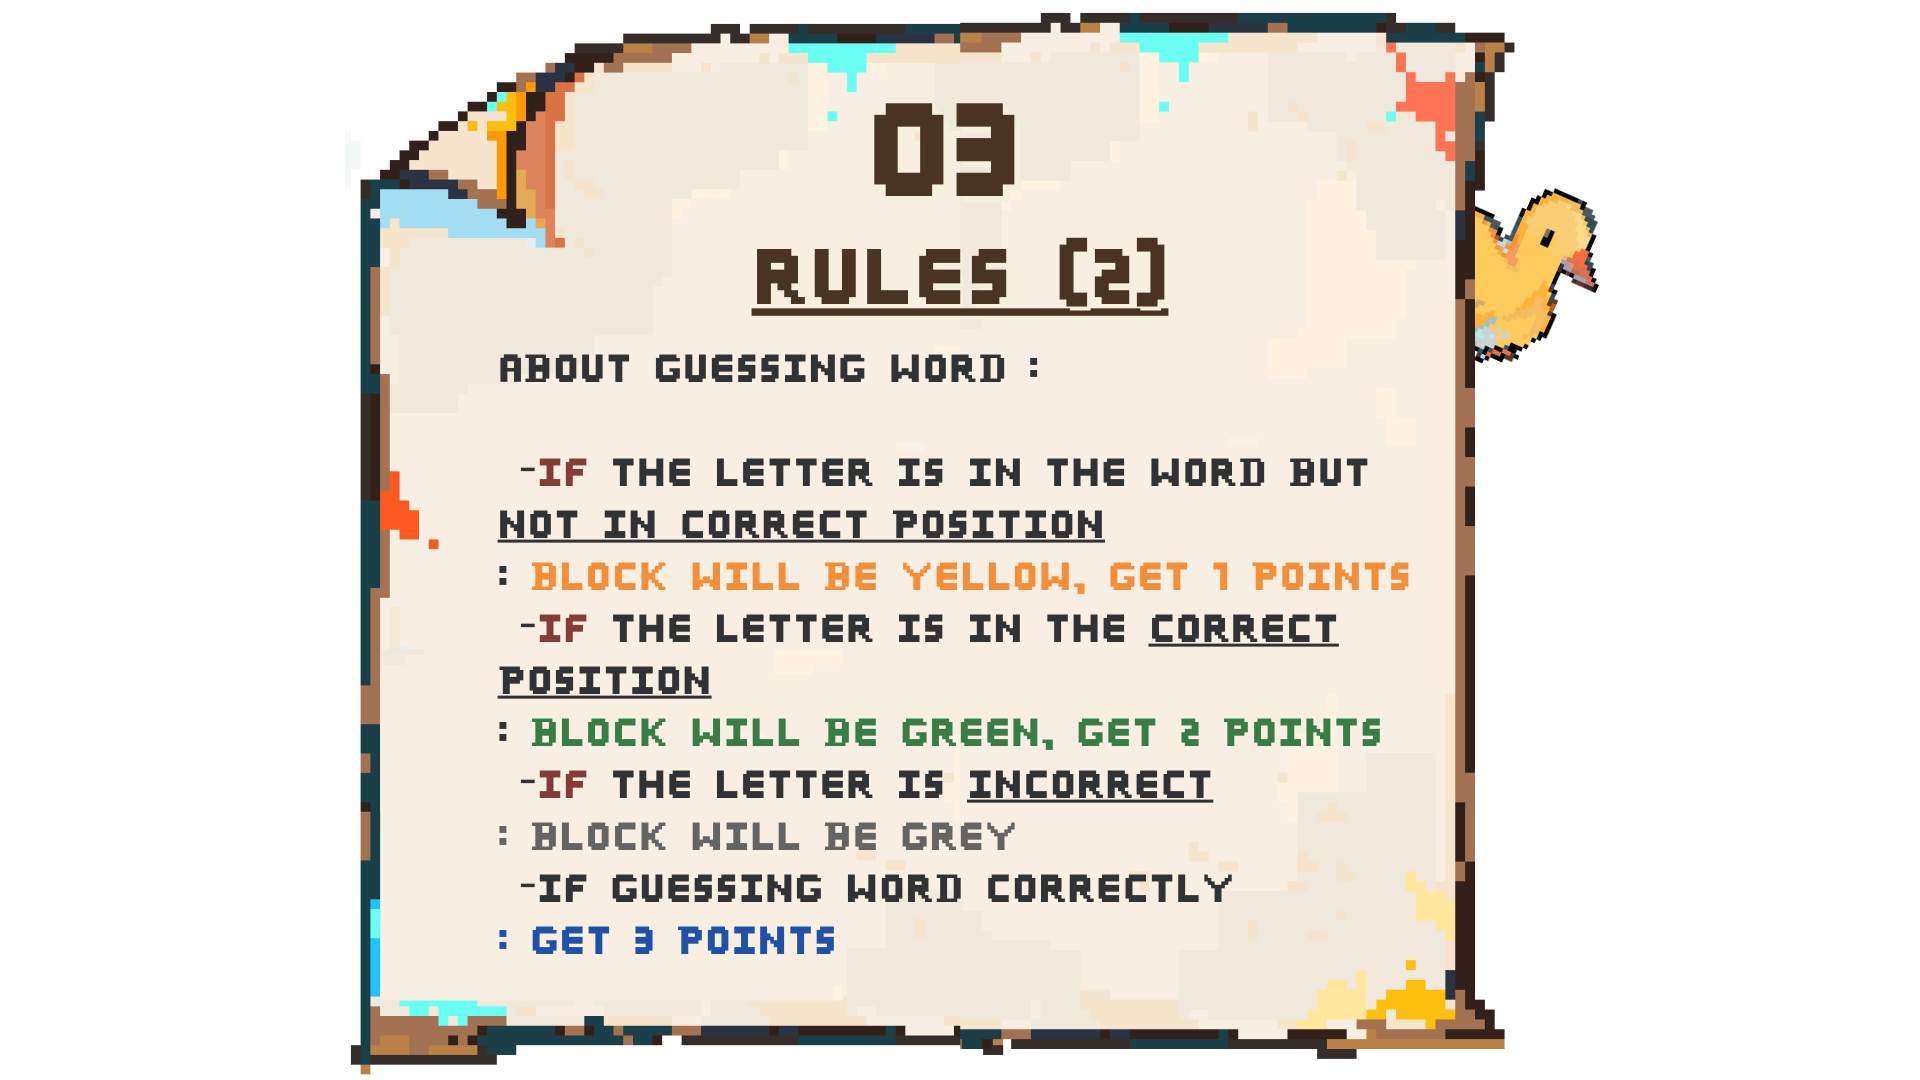 03
RULES (2)
ABOUT GUESSING WORD :
-IF THE LETTER IS IN THE WORD BUT
NOT IN CORRECT POSITION
: BLOCK WILL BE YELLOW, GET 1 POINTS
-IF THE LETTER IS IN THE CORRECT
POSITION
: BLOCK WILL BE GREEN, GET 2 POINTS
-IF THE LETTER IS INCORRECT
: BLOCK WILL BE GREY
-IF GUESSING WORD CORRECTLY
: GET 3 POINTS